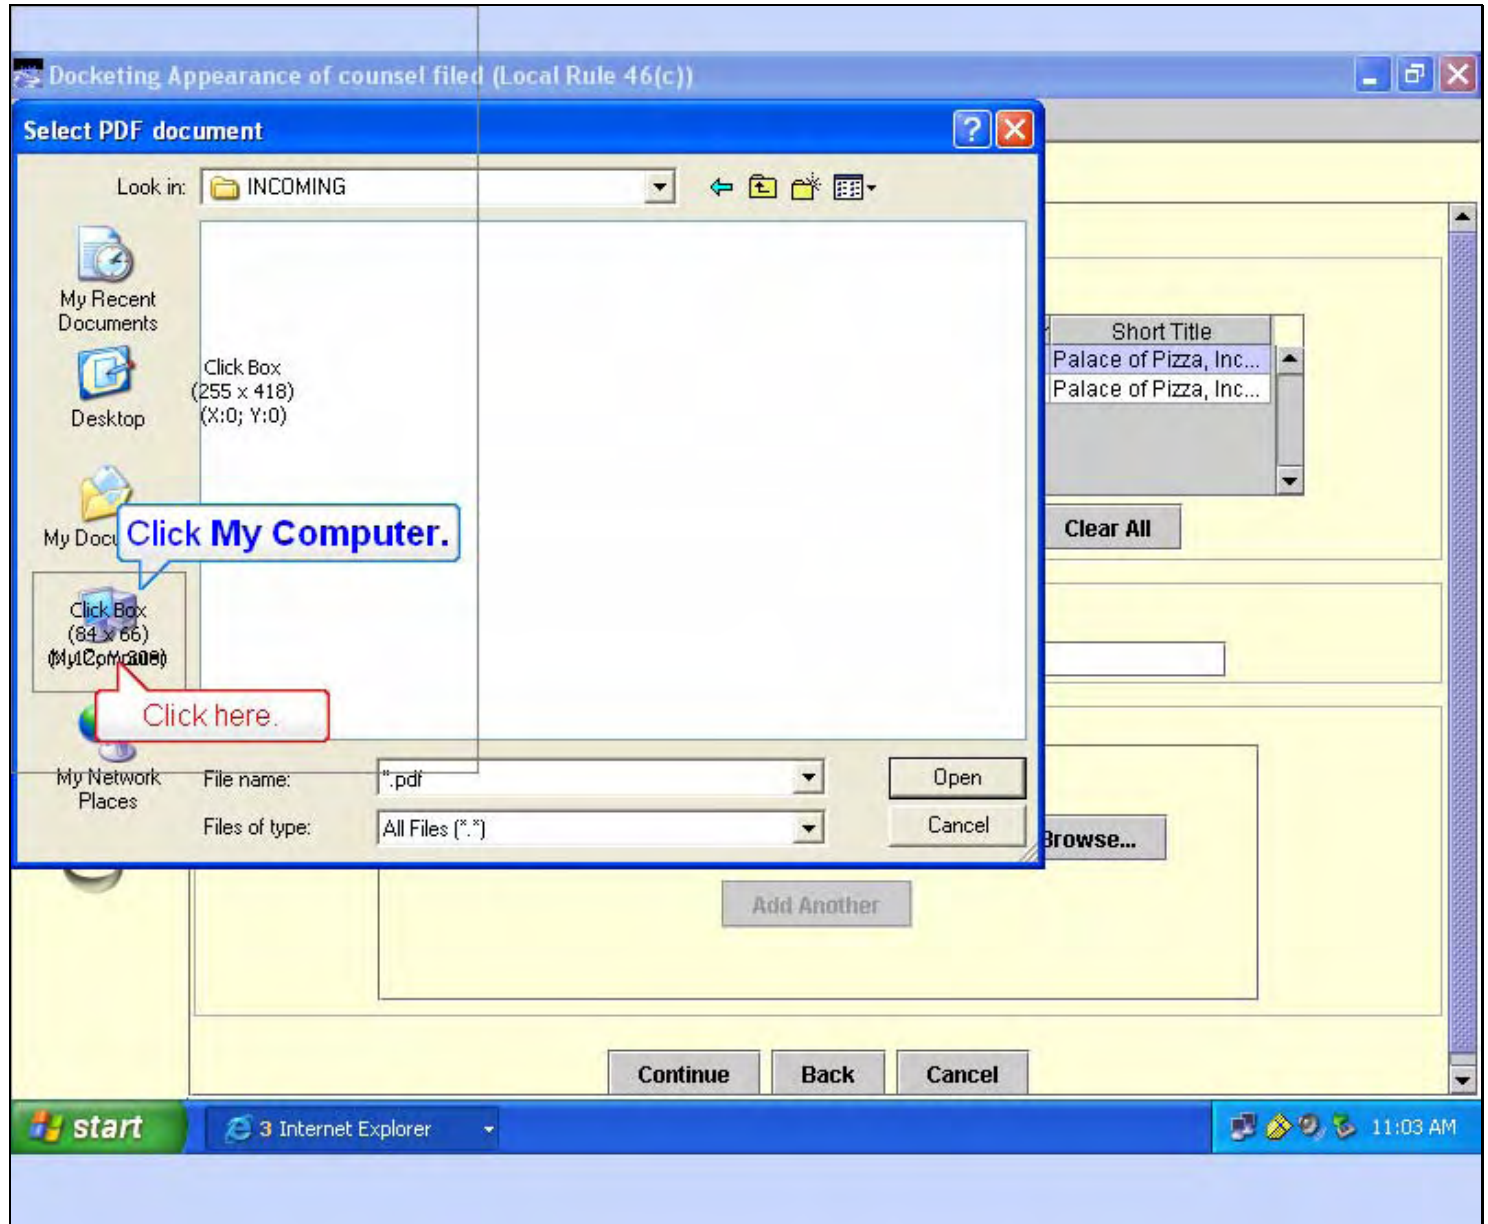 Docketing Appearance of counsel filed (Local Rule 46(c))
Select PDF document
Look in:
INCOMING
My Recent
Documents
Desktop
Click Box
(255 x 418)
(X:0; Y:0)
Short Title
Palace of Pizza, Inc...
Palace of Pizza, Inc...
My Docu
Click My Computer.
Clear All
Click Box
(84 x 66)
Click here.
My Network
Places
File name:
*.pdf
Open
Files of type:
All Files (*.*)
Cancel
Browse...
Add Another
Continue
Back
Cancel
start
3 Internet Explorer
11:03 AM